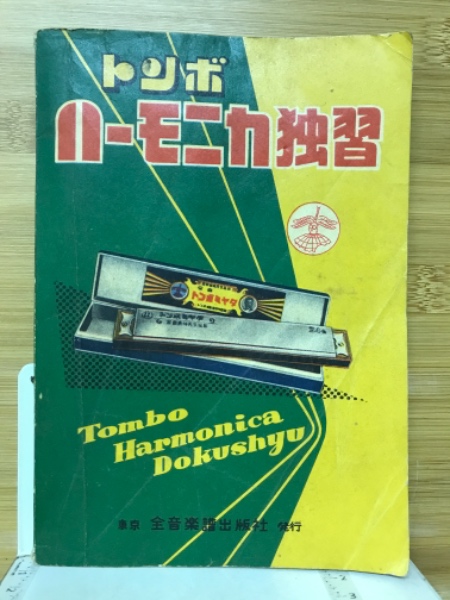 トンボ
ハーモニカ独習
トンボミヤタ
Tombo
Harmonica
Dokushyu
東京 全音楽譜出版社 発行